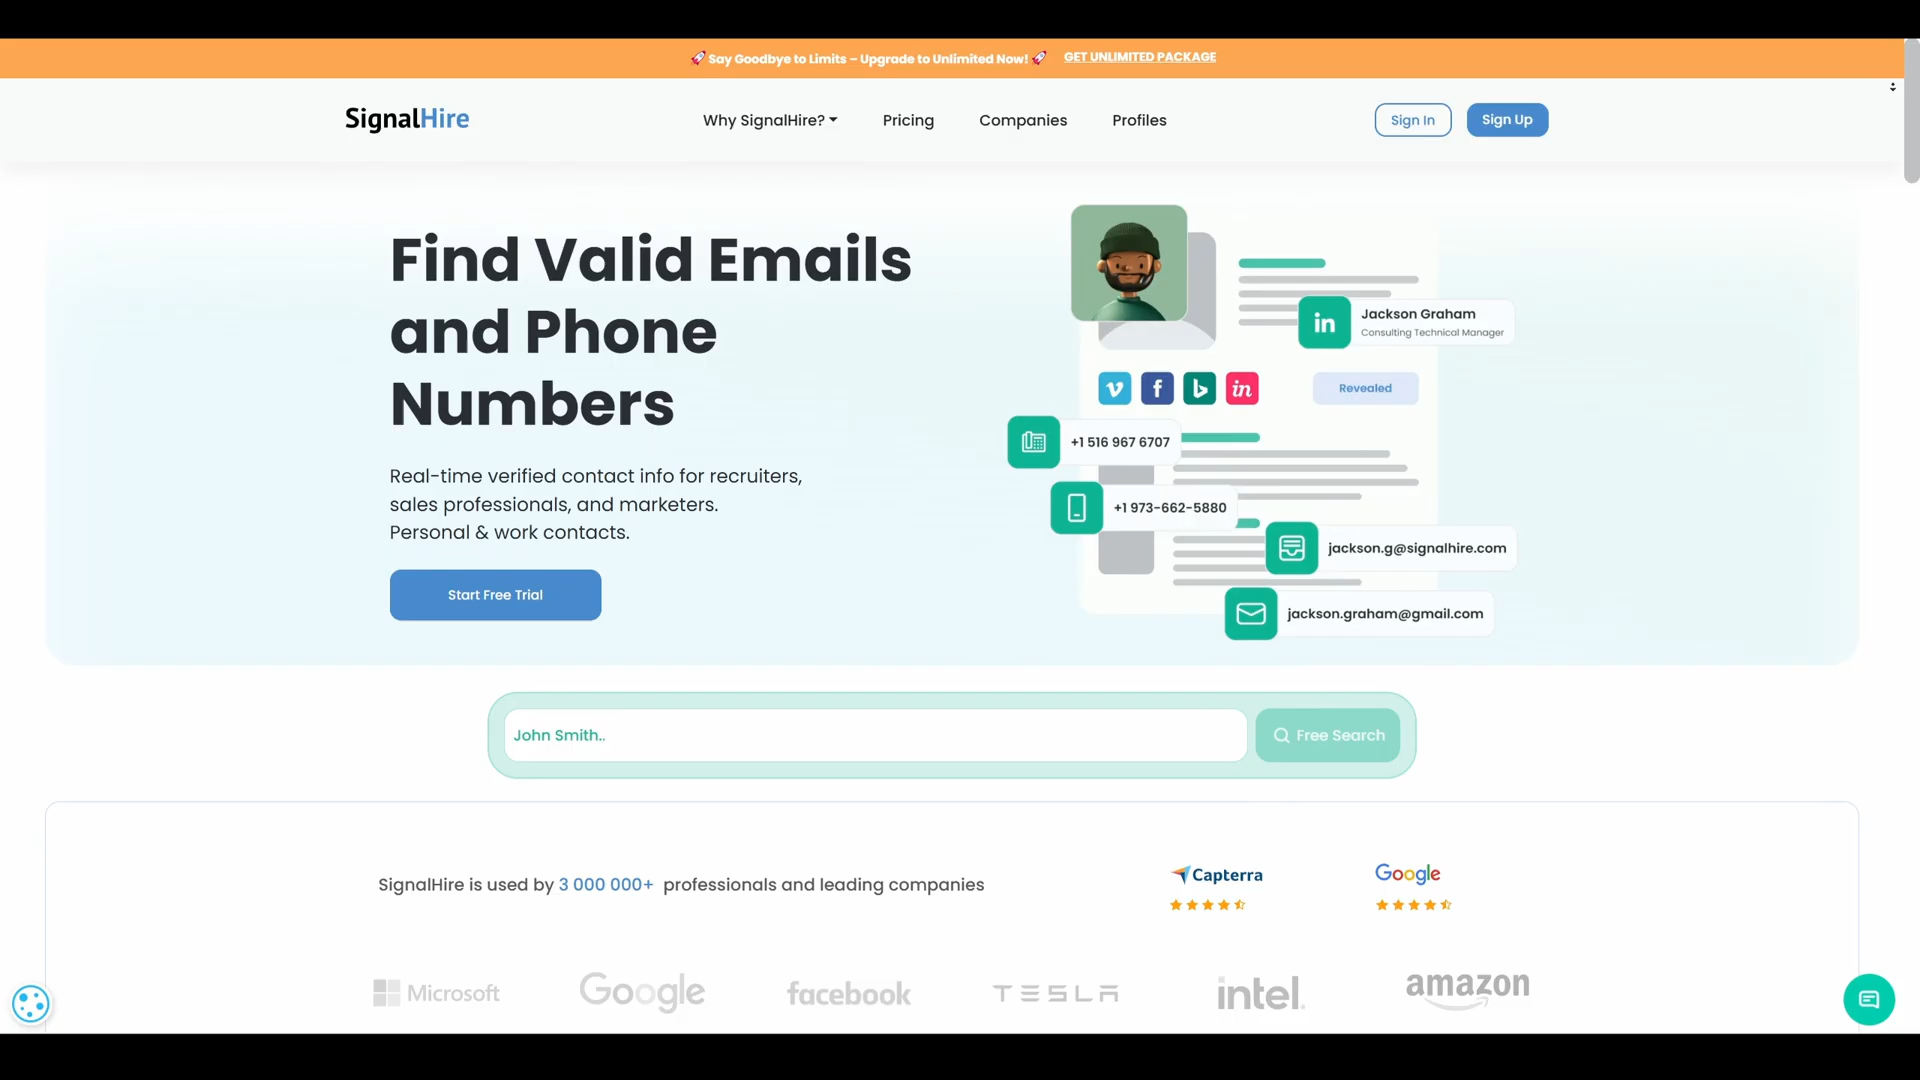 🚀 Say Goodbye to Limits – Upgrade to Unlimited Now! 🚀 GET UNLIMITED PACKAGE
SignalHire
Why SignalHire?
Pricing
Companies
Profiles
Sign In
Sign Up
Find Valid Emails
and Phone
Numbers
Real-time verified contact info for recruiters,
sales professionals, and marketers.
Personal & work contacts.
Start Free Trial
in
Jackson Graham
Consulting Technical Manager
Revealed
+1 516 967 6707
+1 973-662-5880
jackson.g@signalhire.com
jackson.graham@gmail.com
John Smith..
Free Search
SignalHire is used by 3 000 000+ professionals and leading companies
Capterra
Google
Microsoft
Google
facebook
TESLA
intel.
amazon